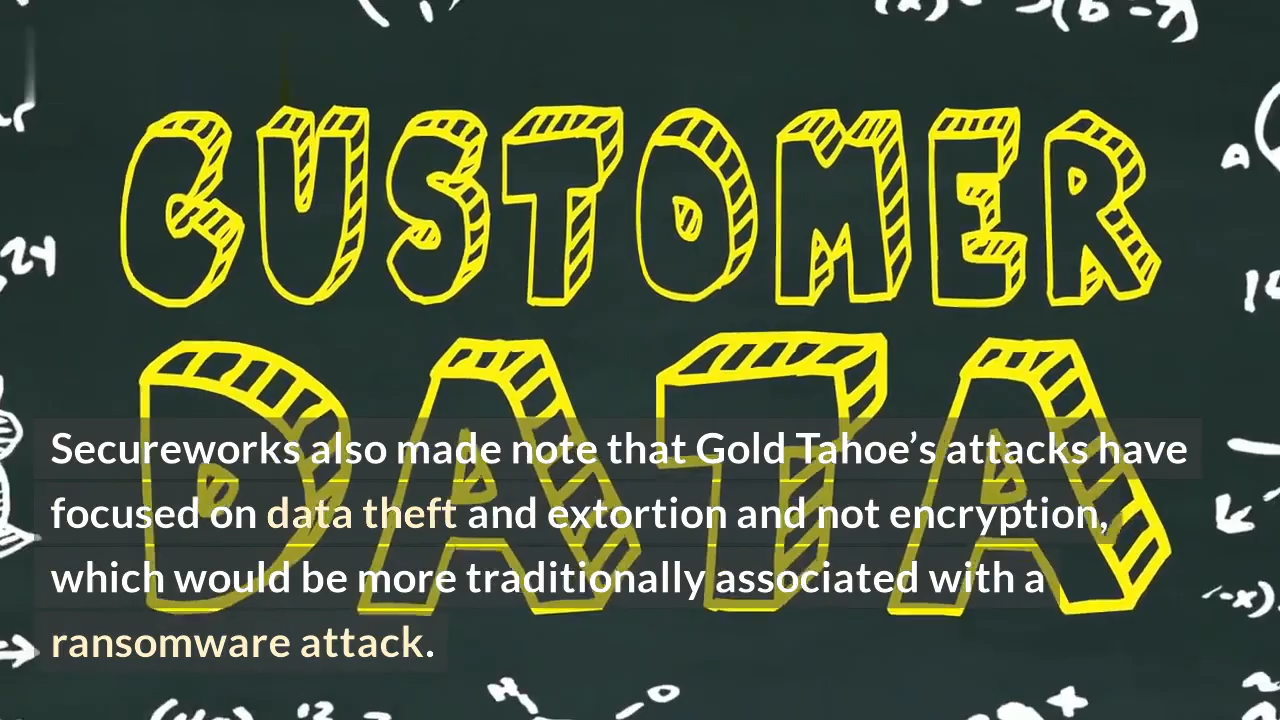 CUSTOMER
DATA
Secureworks also made note that Gold Tahoe’s attacks have
focused on data theft and extortion and not encryption,
which would be more traditionally associated with a
ransomware attack.